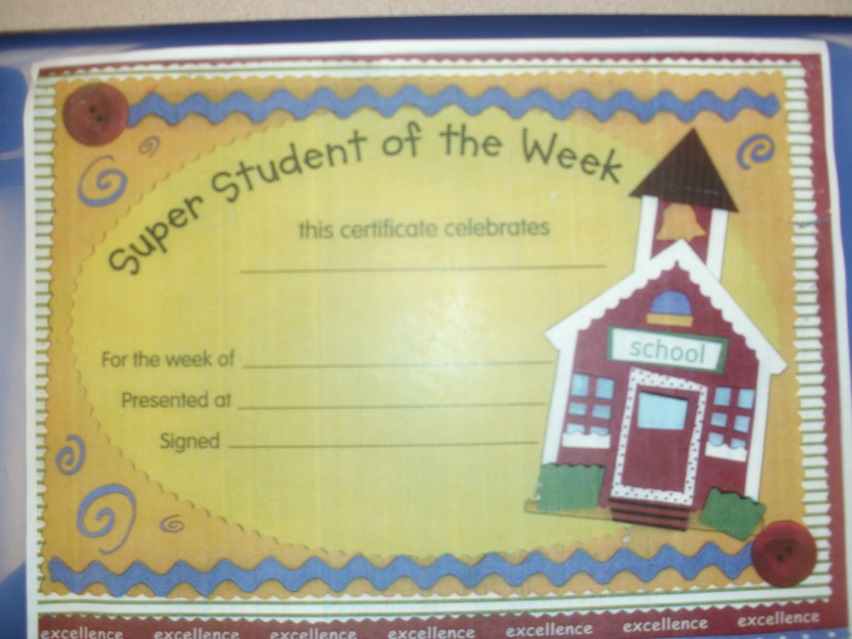 Super Student of the Week
this certificate celebrates
school
For the week of
Presented at
Signed
excellence excellence excellence excellence excellence excellence excellence